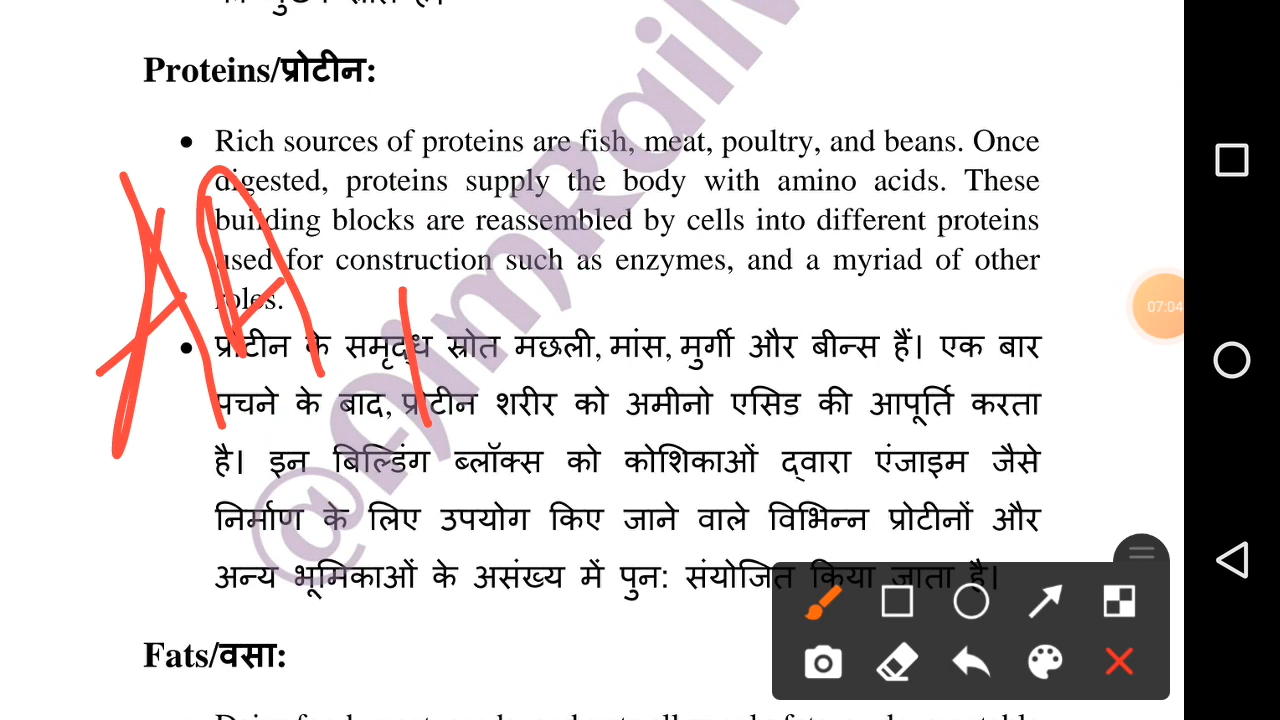 Proteins/प्रोटीन:
• Rich sources of proteins are fish, meat, poultry, and beans. Once
digested, proteins supply the body with amino acids. These
building blocks are reassembled by cells into different proteins
used for construction such as enzymes, and a myriad of other
roles.
• प्रोटीन के समृद्ध स्रोत मछली, मांस, मुर्गी और बीन्स हैं। एक बार
पचने के बाद, प्रोटीन शरीर को अमीनो एसिड की आपूर्ति करता
है। इन बिल्डिंग ब्लॉक्स को कोशिकाओं द्वारा एंजाइम जैसे
निर्माण के लिए उपयोग किए जाने वाले विभिन्न प्रोटीनों और
अन्य भूमिकाओं के असंख्य में पुन: संयोजित किया जाता है।
Fats/वसा:
07:04